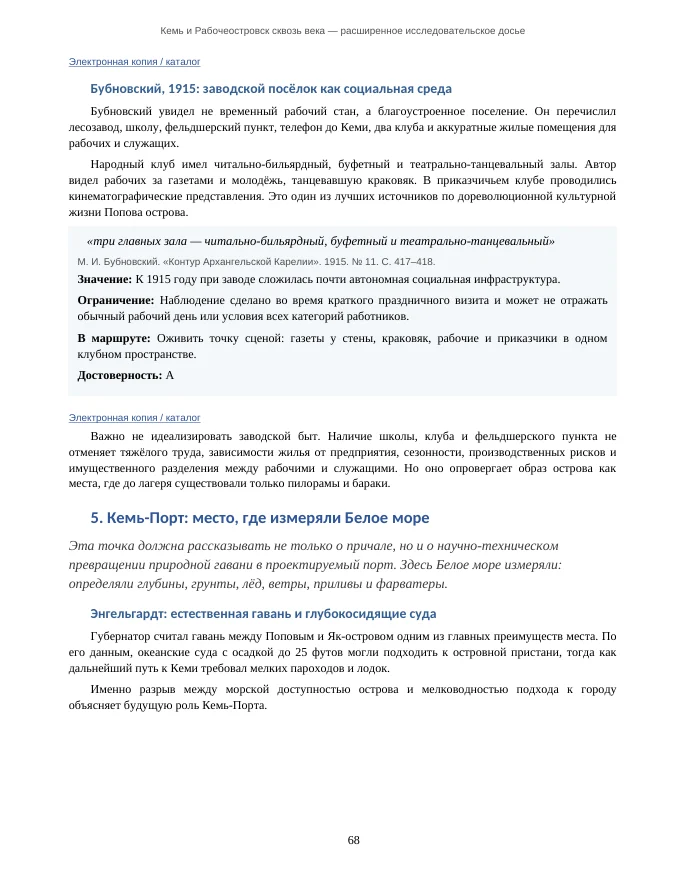 Кемь и Рабочеостровск сквозь века — расширенное исследовательское досье
Электронная копия / каталог
Бубновский, 1915: заводской посёлок как социальная среда
Бубновский увидел не временный рабочий стан, а благоустроенное поселение. Он перечислил
лесозавод, школу, фельдшерский пункт, телефон до Кеми, два клуба и аккуратные жилые помещения для
рабочих и служащих.
Народный клуб имел читально-бильярдный, буфетный и театрально-танцевальный залы. Автор
видел рабочих за газетами и молодёжь, танцевавшую краковяк. В приказчичьем клубе проводились
кинематографические представления. Это один из лучших источников по дореволюционной культурной
жизни Попова острова.
«три главных зала — читально-бильярдный, буфетный и театрально-танцевальный»
М. И. Бубновский. «Контур Архангельской Карелии». 1915. № 11. С. 417–418.
Значение: К 1915 году при заводе сложилась почти автономная социальная инфраструктура.
Ограничение: Наблюдение сделано во время краткого праздничного визита и может не отражать
обычный рабочий день или условия всех категорий работников.
В маршруте: Оживить точку сценой: газеты у стены, краковяк, рабочие и приказчики в одном
клубном пространстве.
Достоверность: А
Электронная копия / каталог
Важно не идеализировать заводской быт. Наличие школы, клуба и фельдшерского пункта не
отменяет тяжёлого труда, зависимости жилья от предприятия, сезонности, производственных рисков и
имущественного разделения между рабочими и служащими. Но оно опровергает образ острова как
места, где до лагеря существовали только пилорамы и бараки.
5. Кемь-Порт: место, где измеряли Белое море
Эта точка должна рассказывать не только о причале, но и о научно-техническом
превращении природной гавани в проектируемый порт. Здесь Белое море измеряли:
определяли глубины, грунты, лёд, ветры, приливы и фарватеры.
Энгельгардт: естественная гавань и глубокосидящие суда
Губернатор считал гавань между Поповым и Як-островом одним из главных преимуществ места. По
его данным, океанские суда с осадкой до 25 футов могли подходить к островной пристани, тогда как
дальнейший путь к Кеми требовал мелких пароходов и лодок.
Именно разрыв между морской доступностью острова и мелководностью подхода к городу
объясняет будущую роль Кемь-Порта.
68